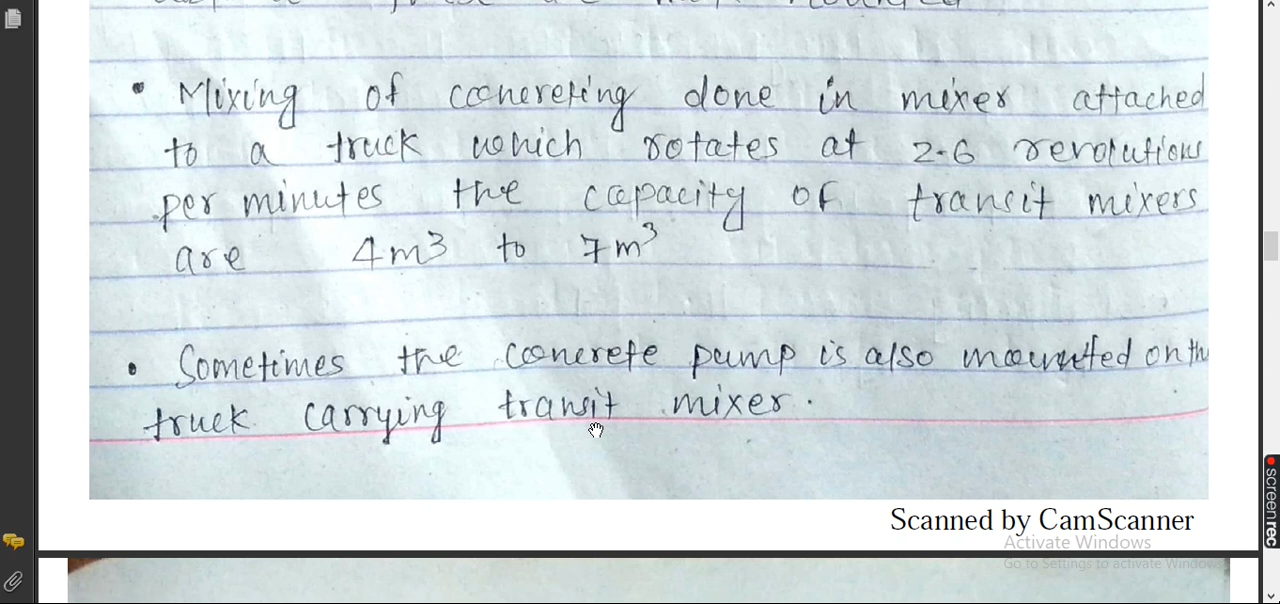 • Mixing of concreting done in mixer attached
to a truck which rotates at 2-6 revolutions
per minutes the capacity of transit mixers
are 4m3 to 7m³
• Sometimes the concrete pump is also mounted on th
truck carrying transit mixer.
Scanned by CamScanner
Activate Windows
Go to Settings to activate Windows
screenrec